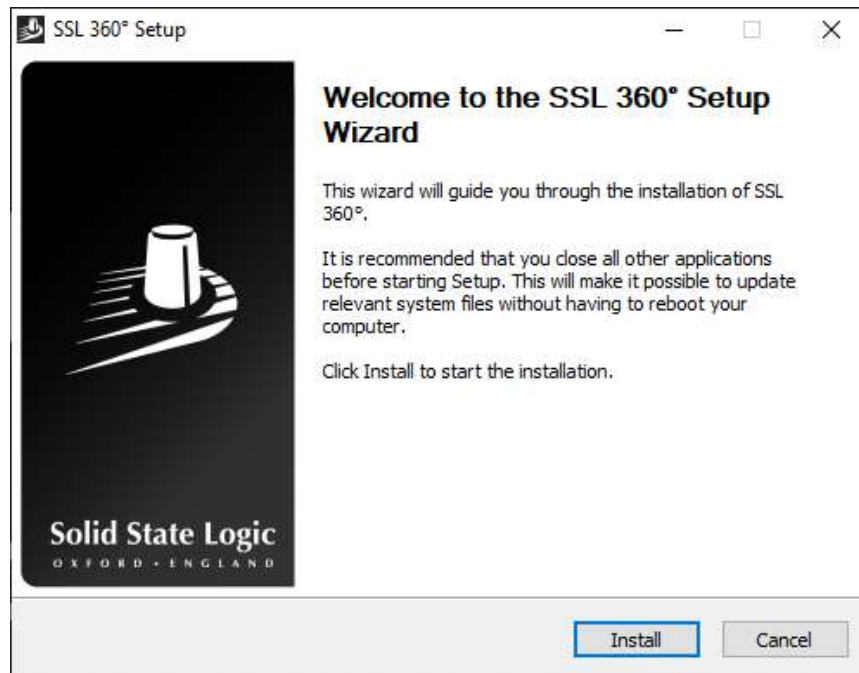 SSL 360° Setup
Welcome to the SSL 360° Setup
Wizard
This wizard will guide you through the installation of SSL
360°.
It is recommended that you close all other applications
before starting Setup. This will make it possible to update
relevant system files without having to reboot your
computer.
Click Install to start the installation.
Solid State Logic
OXFORD • ENGLAND
Install
Cancel